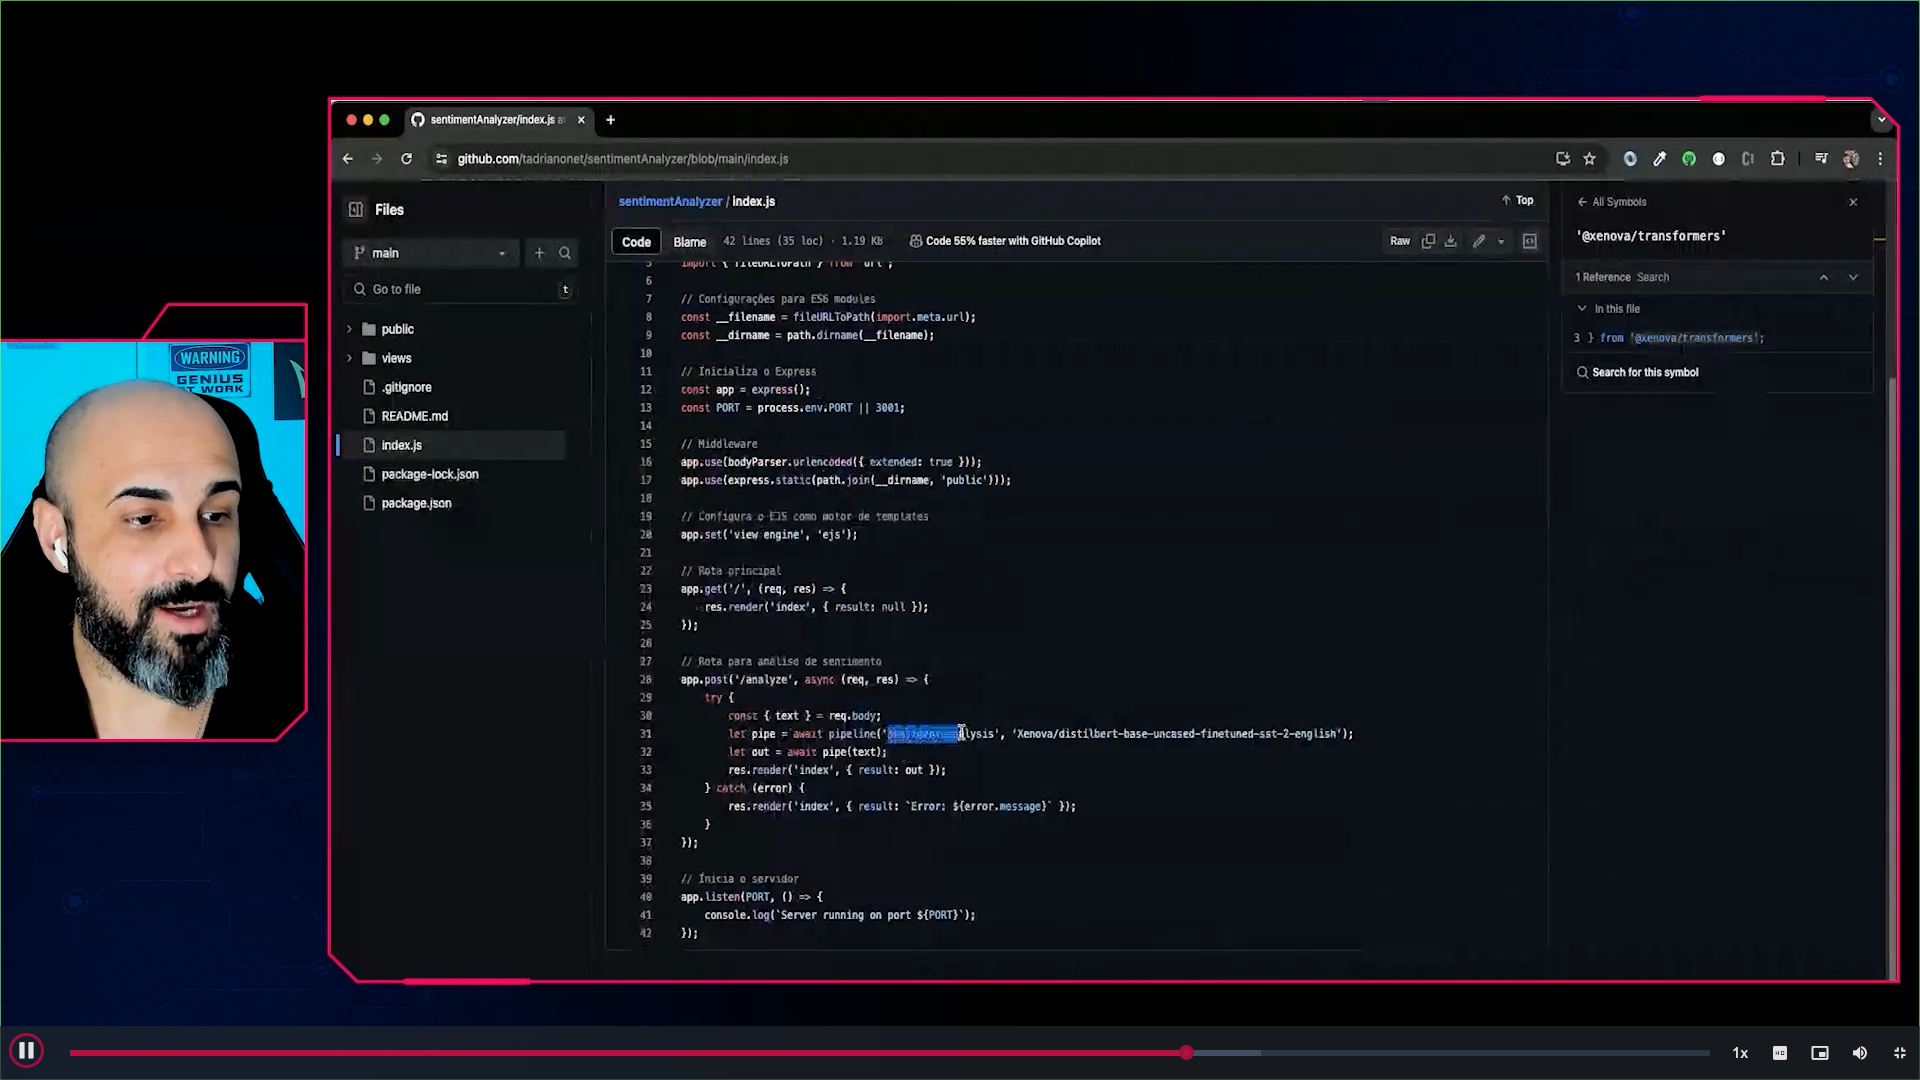 sentimentAnalyzer/index.js at
github.com/tadrianonet/sentimentAnalyzer/blob/main/index.js
Files
main
Go to file
t
public
views
.gitignore
README.md
index.js
package-lock.json
package.json
sentimentAnalyzer / index.js
Top
Code
Blame
42 lines (35 loc) · 1.19 KB
Code 55% faster with GitHub Copilot
Raw
5 import { fileURLToPath } from 'url';
6
7 // Configurações para ES6 modules
8 const __filename = fileURLToPath(import.meta.url);
9 const __dirname = path.dirname(__filename);
10
11 // Inicializa o Express
12 const app = express();
13 const PORT = process.env.PORT || 3001;
14
15 // Middleware
16 app.use(bodyParser.urlencoded({ extended: true }));
17 app.use(express.static(path.join(__dirname, 'public')));
18
19 // Configura o EJS como motor de templates
20 app.set('view engine', 'ejs');
21
22 // Rota principal
23 app.get('/', (req, res) => {
24 res.render('index', { result: null });
25 });
26
27 // Rota para análise de sentimento
28 app.post('/analyze', async (req, res) => {
29 try {
30 const { text } = req.body;
31 let pipe = await pipeline('sentiment-analysis', 'Xenova/distilbert-base-uncased-finetuned-sst-2-english');
32 let out = await pipe(text);
33 res.render('index', { result: out });
34 } catch (error) {
35 res.render('index', { result: `Error: ${error.message}` });
36 }
37 });
38
39 // Inicia o servidor
40 app.listen(PORT, () => {
41 console.log(`Server running on port ${PORT}`);
42 });
All Symbols
'@xenova/transformers'
1 Reference Search
In this file
3 } from '@xenova/transformers';
Search for this symbol
WARNING
GENIUS
AT WORK
1x
HD